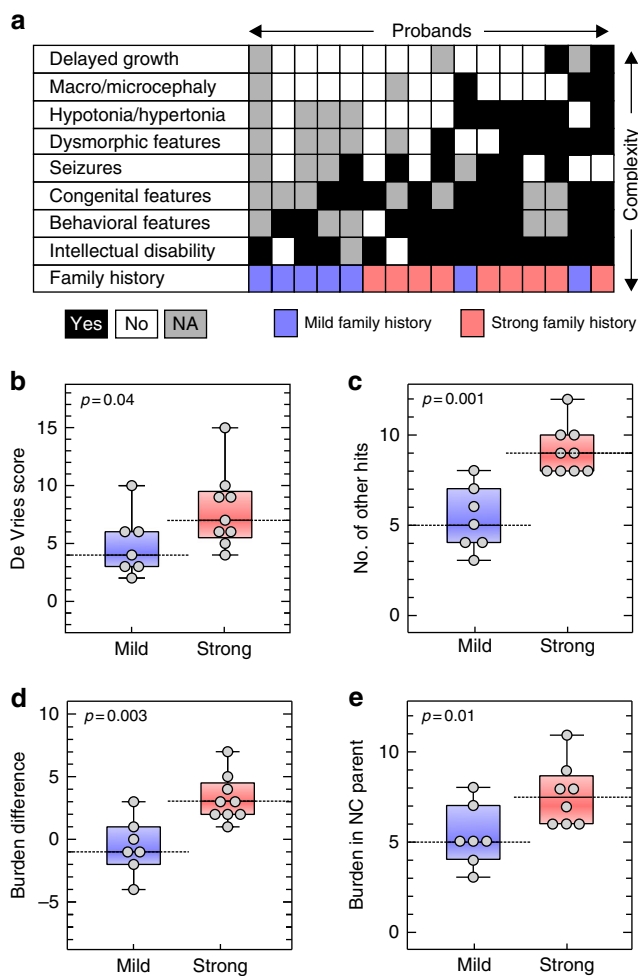 a
Probands
Delayed growth
Macro/microcephaly
Hypotonia/hypertonia
Dysmorphic features
Seizures
Congenital features
Behavioral features
Intellectual disability
Family history
Complexity
Yes No NA Mild family history Strong family history
b
p = 0.04
De Vries score
15
10
5
0
Mild Strong
c
p = 0.001
No. of other hits
10
5
0
Mild Strong
d
p = 0.003
Burden difference
10
5
0
–5
Mild Strong
e
p = 0.01
Burden in NC parent
10
5
0
Mild Strong